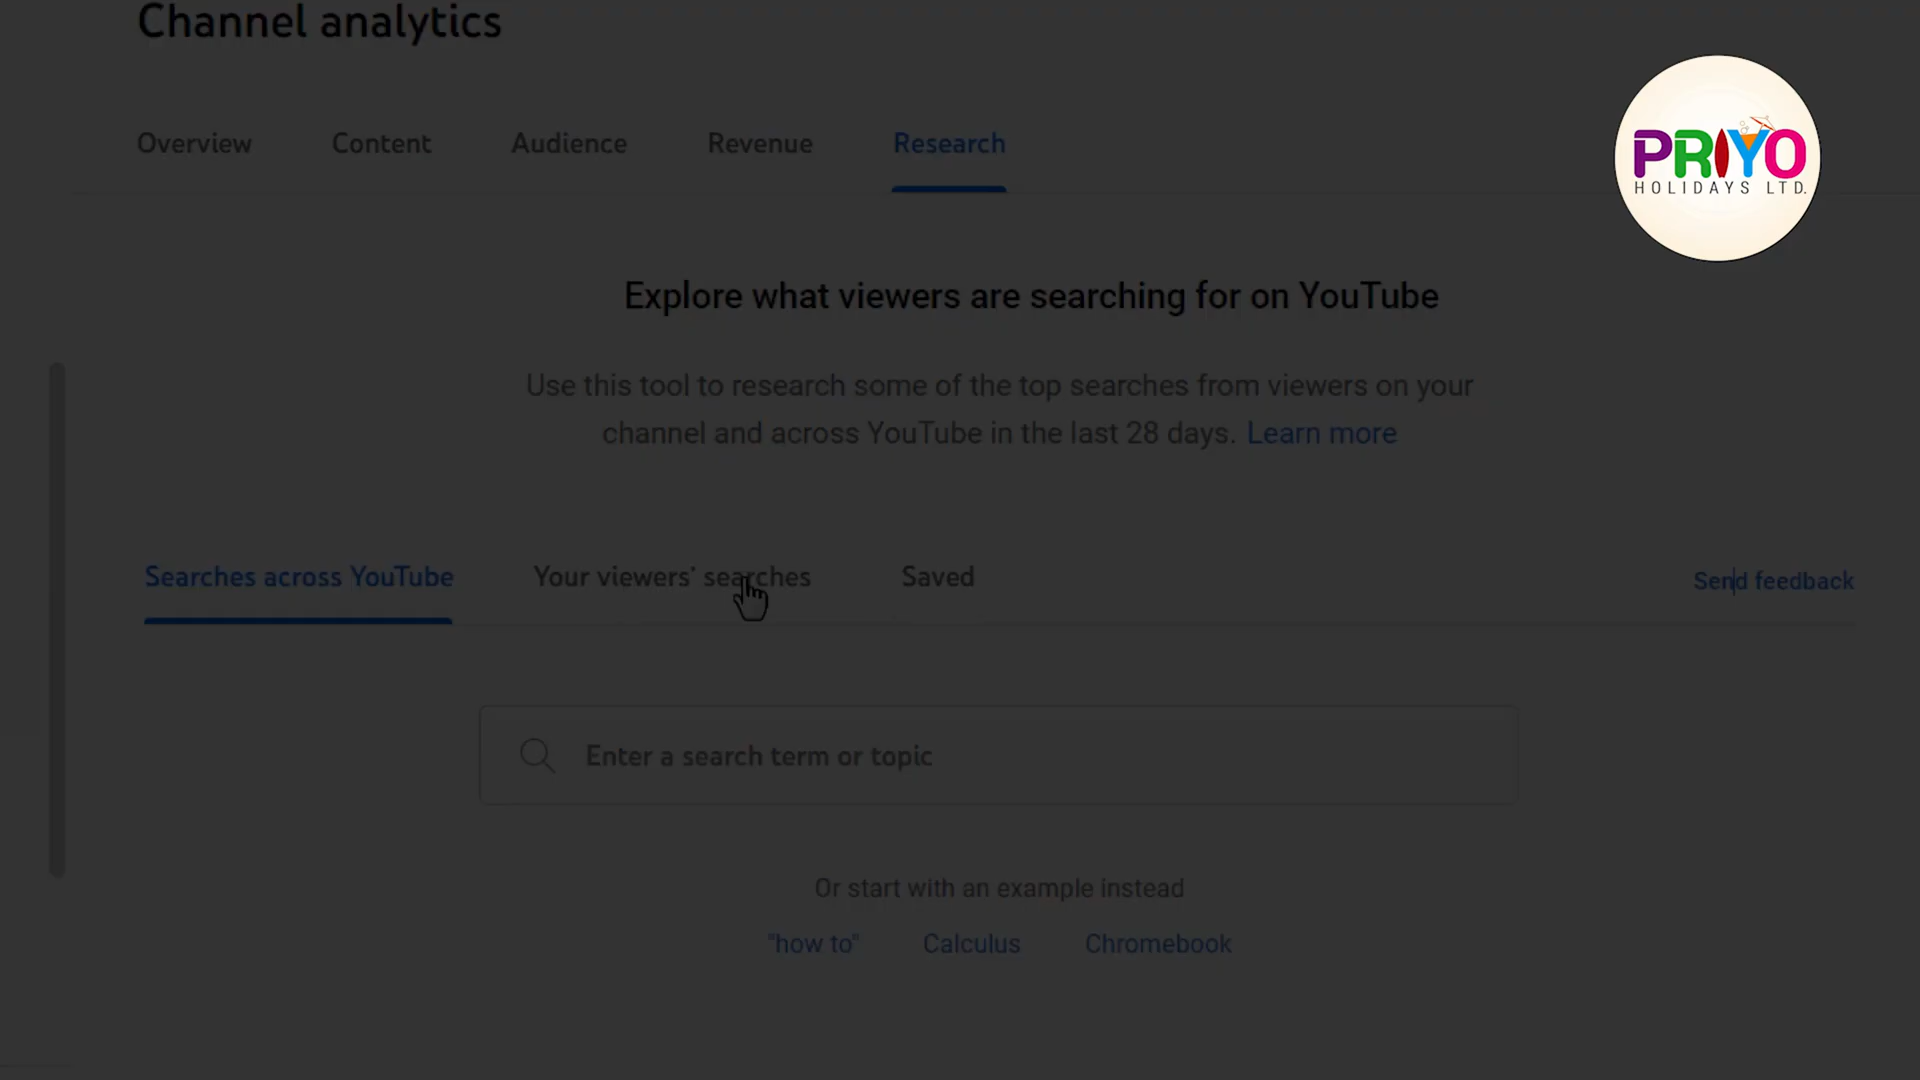 Channel analytics
Overview Content Audience Revenue Research
PRIYO
HOLIDAYS LTD.
Explore what viewers are searching for on YouTube
Use this tool to research some of the top searches from viewers on your
channel and across YouTube in the last 28 days. Learn more
Searches across YouTube Your viewers' searches Saved Send feedback
Enter a search term or topic
Or start with an example instead
"how to" Calculus Chromebook